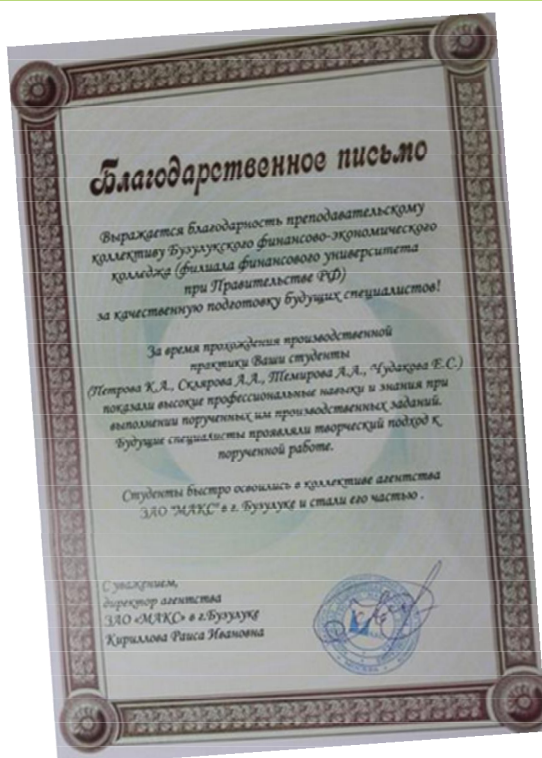 Благодарственное письмо
Выражается благодарность преподавательскому
коллективу Бузулукского финансово-экономического
колледжа (филиала финансового университета
при Правительстве РФ)
за качественную подготовку будущих специалистов!
За время прохождения производственной
практики Ваши студенты
(Петрова К.А., Склярова А.А., Темирова А.А., Чудакова Е.С.)
показали высокие профессиональные навыки и знания при
выполнении порученных им производственных заданий.
Будущие специалисты проявляли творческий подход к
порученной работе.
Студенты быстро освоились в коллективе агентства
ЗАО "МАКС" в г. Бузулуке и стали его частью .
С уважением,
директор агентства
ЗАО «МАКС» в г.Бузулуке
Кириллова Раиса Ивановна